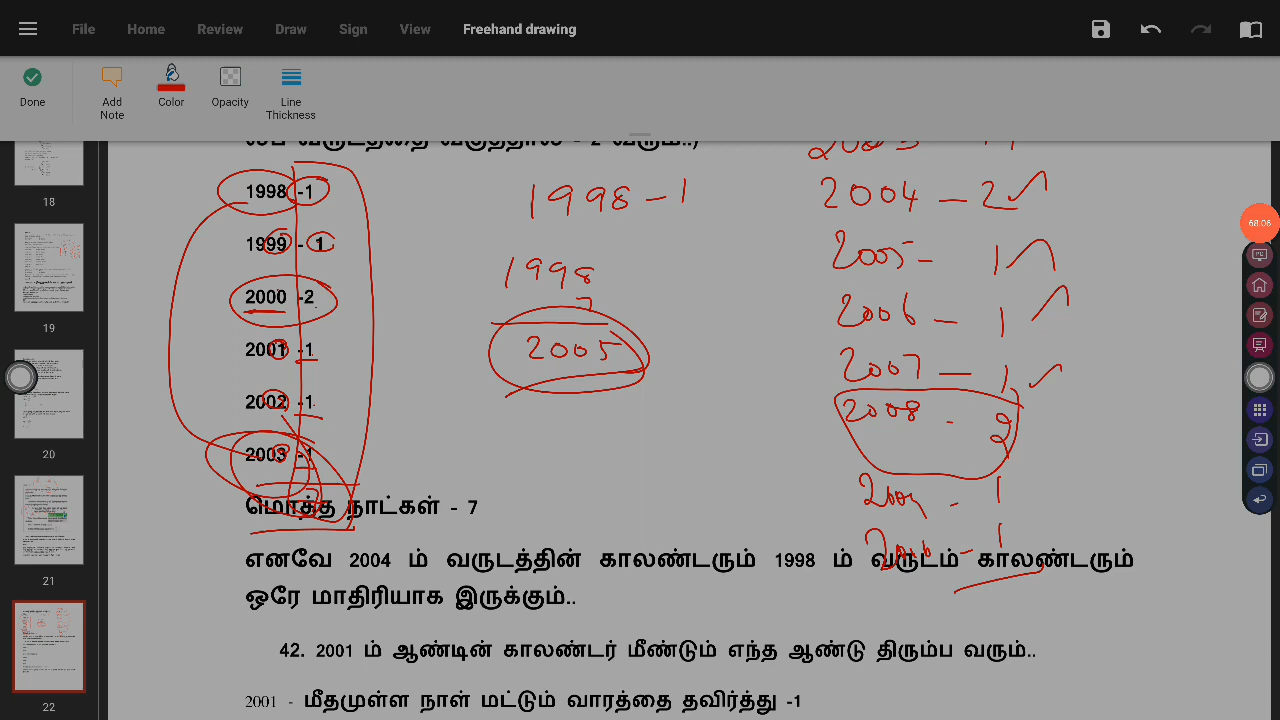 File Home Review Draw Sign View Freehand drawing
Done Add Note Color Opacity Line Thickness
68:06
18
19
20
21
22
1998 -1
1999 - 1
2000 -2
2001 -1
2002 -1
2003 -1
1998 - 1
1998
7
2005
2004 - 2
2005 - 1
2006 - 1
2007 - 1
2008 - 2
மொத்த நாட்கள் - 7
எனவே 2004 ம் வருடத்தின் காலண்டரும் 1998 ம் வருடம் காலண்டரும்
ஒரே மாதிரியாக இருக்கும்..
42. 2001 ம் ஆண்டின் காலண்டர் மீண்டும் எந்த ஆண்டு திரும்ப வரும்..
2001 - மீதமுள்ள நாள் மட்டும் வாரத்தை தவிர்த்து -1